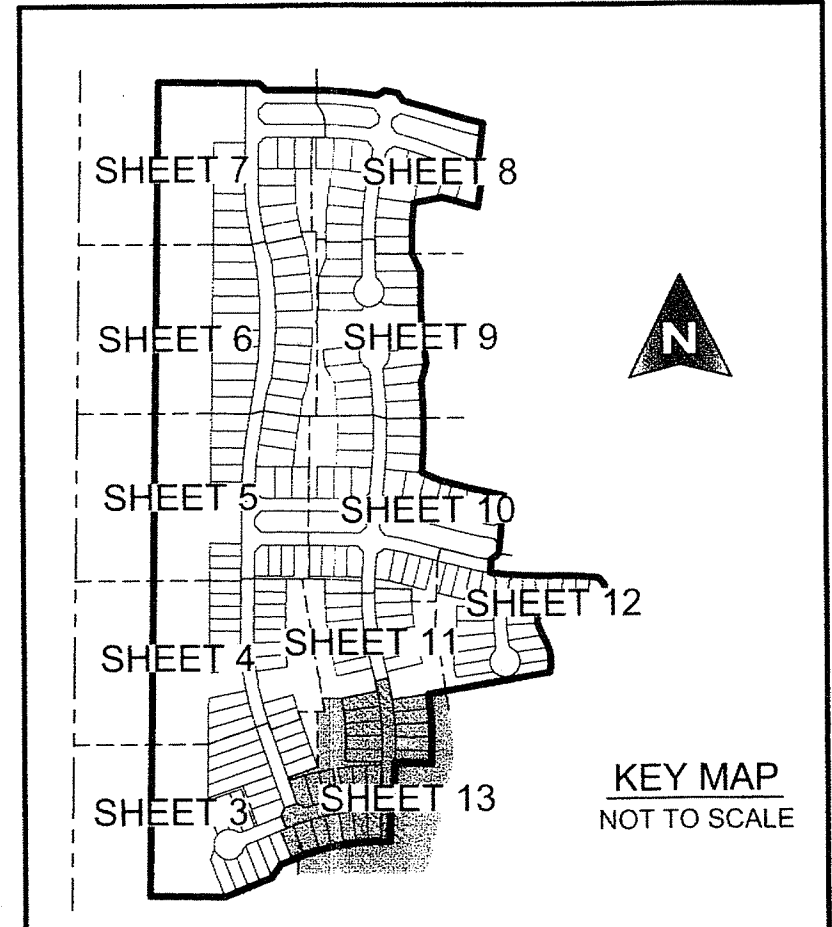 SHEET 7
SHEET 8
SHEET 6
SHEET 9
N
SHEET 5
SHEET 10
SHEET 12
SHEET 4
SHEET 11
SHEET 3
SHEET 13
KEY MAP
NOT TO SCALE